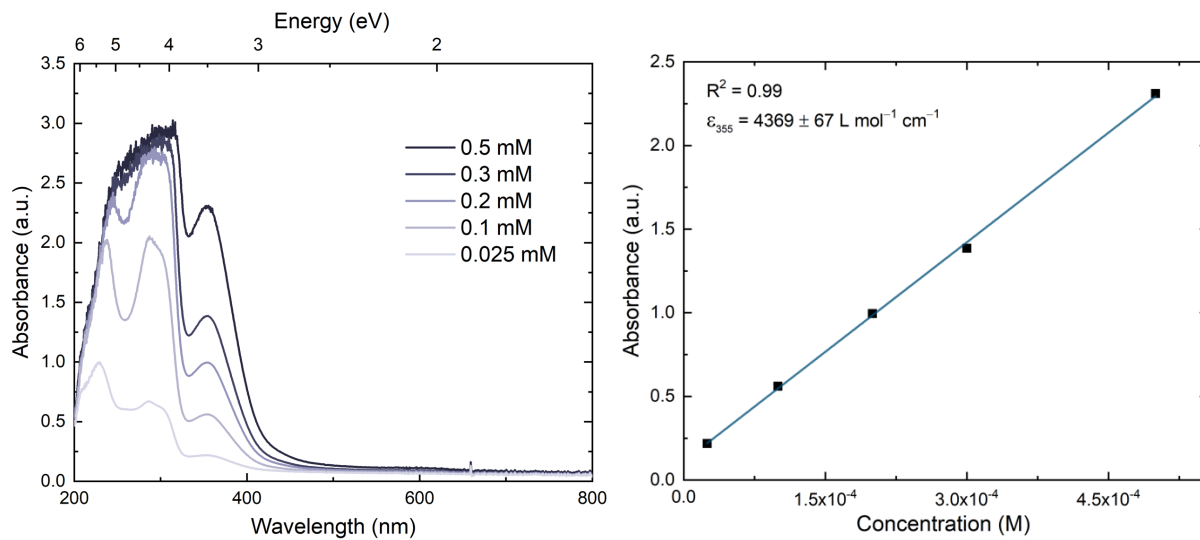 Energy (eV)
6 5 4 3 2
3.5
3.0
2.5
2.0
1.5
1.0
0.5
0.0
Absorbance (a.u.)
0.5 mM
0.3 mM
0.2 mM
0.1 mM
0.025 mM
200 400 600 800
Wavelength (nm)
2.5
2.0
1.5
1.0
0.5
0.0
Absorbance (a.u.)
R² = 0.99
ε₃₅₅ = 4369 ± 67 L mol⁻¹ cm⁻¹
0.0 1.5x10⁻⁴ 3.0x10⁻⁴ 4.5x10⁻⁴
Concentration (M)